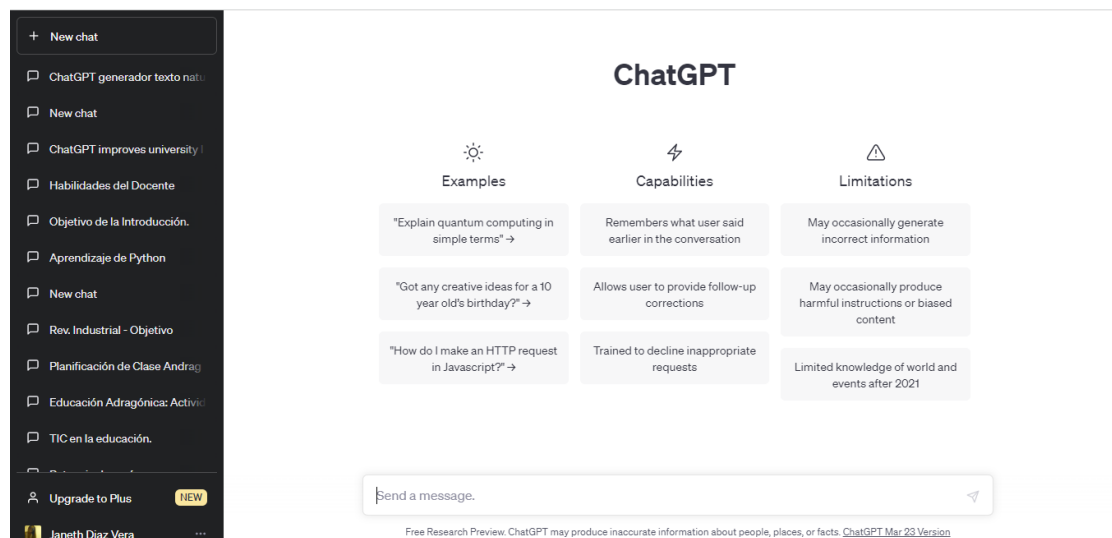 New chat
ChatGPT generador texto natu
New chat
ChatGPT improves university
Habilidades del Docente
Objetivo de la Introducción.
Aprendizaje de Python
New chat
Rev. Industrial - Objetivo
Planificación de Clase Andrag
Educación Adragónica: Activid
TIC en la educación.
Upgrade to Plus NEW
Janeth Diaz Vera
ChatGPT
Examples
"Explain quantum computing in
simple terms" →
"Got any creative ideas for a 10
year old's birthday?" →
"How do I make an HTTP request
in Javascript?" →
Capabilities
Remembers what user said
earlier in the conversation
Allows user to provide follow-up
corrections
Trained to decline inappropriate
requests
Limitations
May occasionally generate
incorrect information
May occasionally produce
harmful instructions or biased
content
Limited knowledge of world and
events after 2021
Send a message.
Free Research Preview. ChatGPT may produce inaccurate information about people, places, or facts. ChatGPT Mar 23 Version